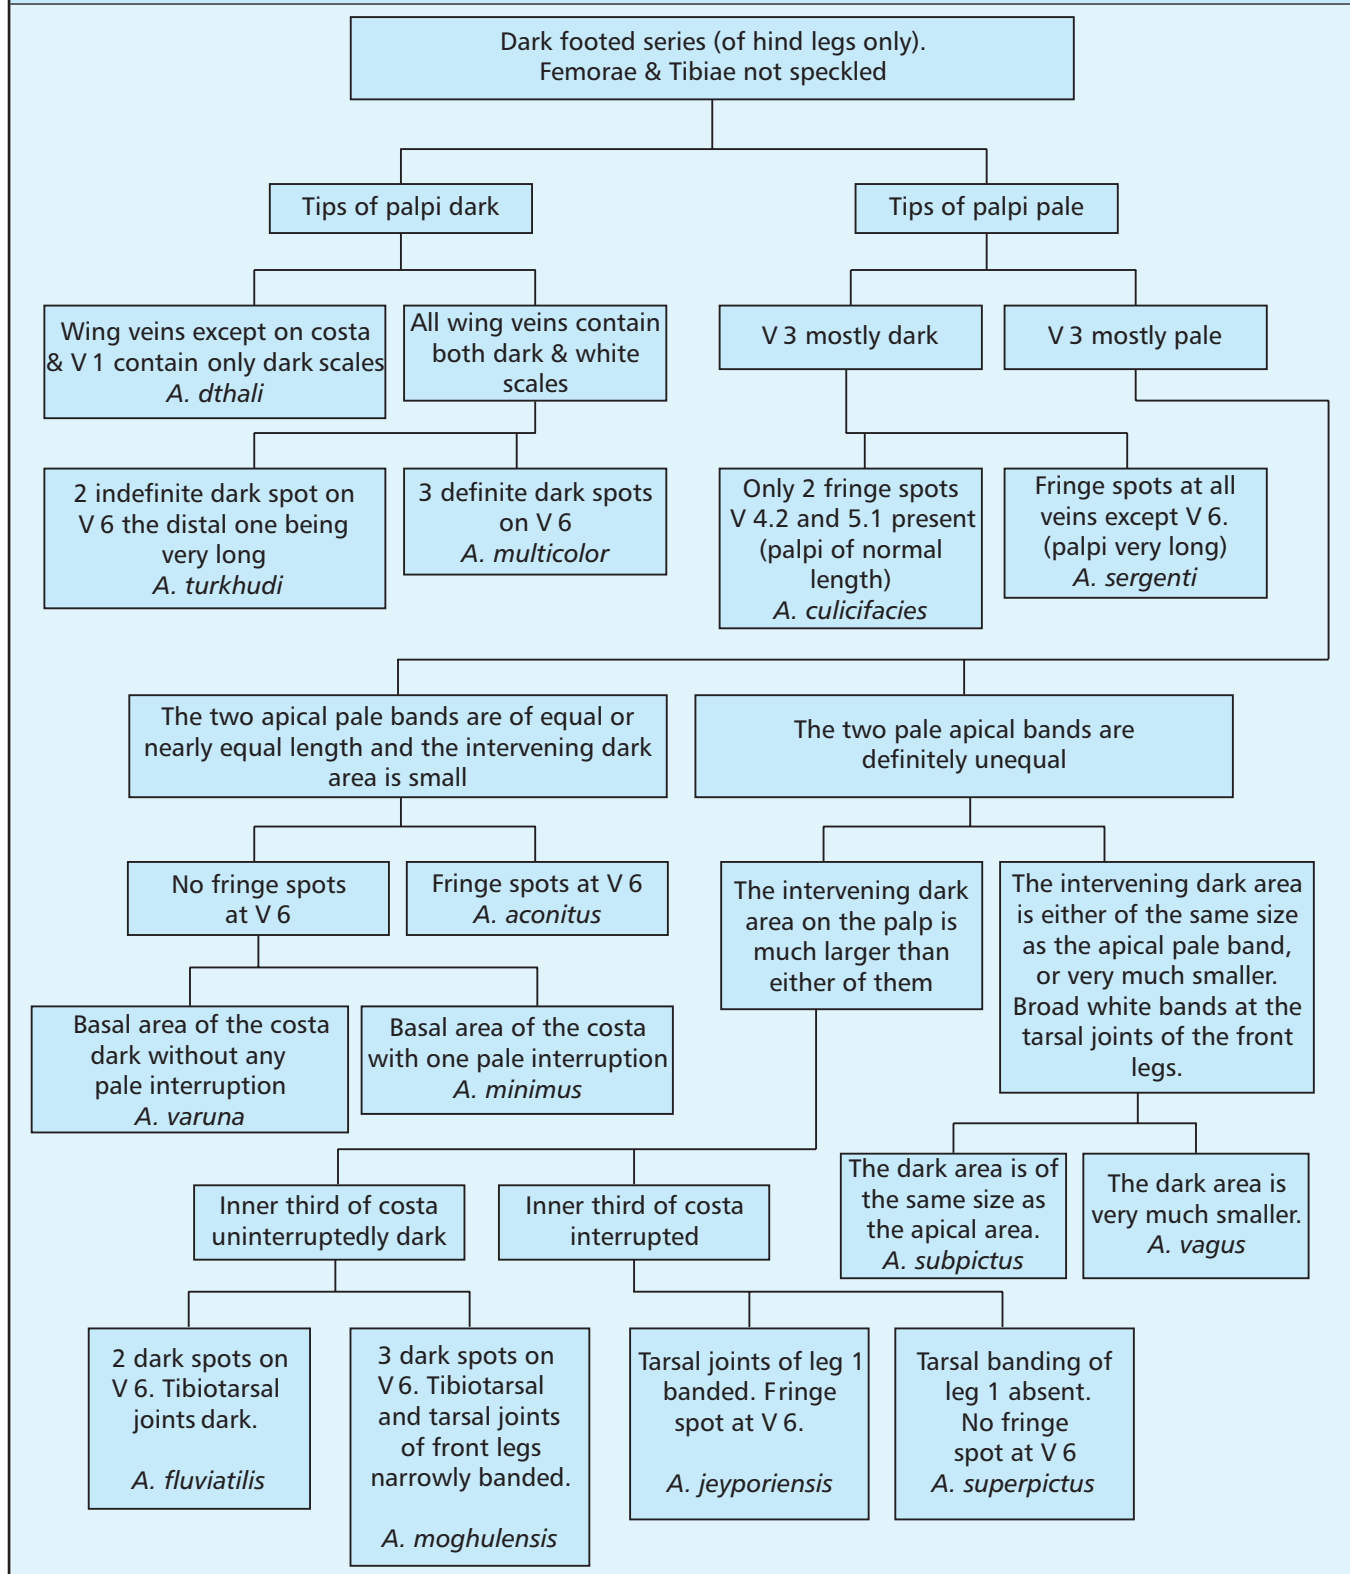 Dark footed series (of hind legs only).
Femorae & Tibiae not speckled
Tips of palpi dark
Tips of palpi pale
Wing veins except on costa
& V 1 contain only dark scales
A. dthali
All wing veins contain
both dark & white
scales
V 3 mostly dark
V 3 mostly pale
2 indefinite dark spot on
V 6 the distal one being
very long
A. turkhudi
3 definite dark spots
on V 6
A. multicolor
Only 2 fringe spots
V 4.2 and 5.1 present
(palpi of normal
length)
A. culicifacies
Fringe spots at all
veins except V 6.
(palpi very long)
A. sergenti
The two apical pale bands are of equal or
nearly equal length and the intervening dark
area is small
The two pale apical bands are
definitely unequal
No fringe spots
at V 6
Fringe spots at V 6
A. aconitus
The intervening dark
area on the palp is
much larger than
either of them
The intervening dark area
is either of the same size
as the apical pale band,
or very much smaller.
Broad white bands at the
tarsal joints of the front
legs.
Basal area of the costa
dark without any
pale interruption
A. varuna
Basal area of the costa
with one pale interruption
A. minimus
Inner third of costa
uninterruptedly dark
Inner third of costa
interrupted
The dark area is of
the same size as
the apical area.
A. subpictus
The dark area is
very much smaller.
A. vagus
2 dark spots on
V 6. Tibiotarsal
joints dark.
A. fluviatilis
3 dark spots on
V 6. Tibiotarsal
and tarsal joints
of front legs
narrowly banded.
A. moghulensis
Tarsal joints of leg 1
banded. Fringe
spot at V 6.
A. jeyporiensis
Tarsal banding of
leg 1 absent.
No fringe
spot at V 6
A. superpictus